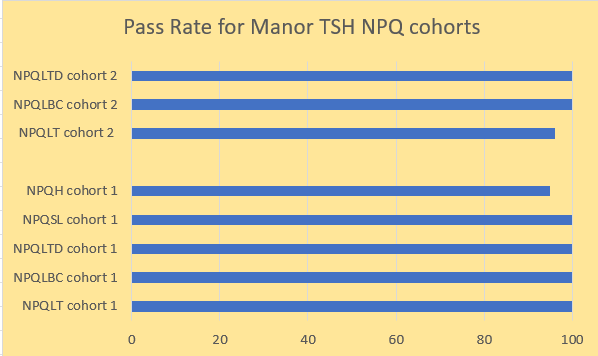 Pass Rate for Manor TSH NPQ cohorts
NPQLTD cohort 2
NPQLBC cohort 2
NPQLT cohort 2
NPQH cohort 1
NPQSL cohort 1
NPQLTD cohort 1
NPQLBC cohort 1
NPQLT cohort 1
0 20 40 60 80 100